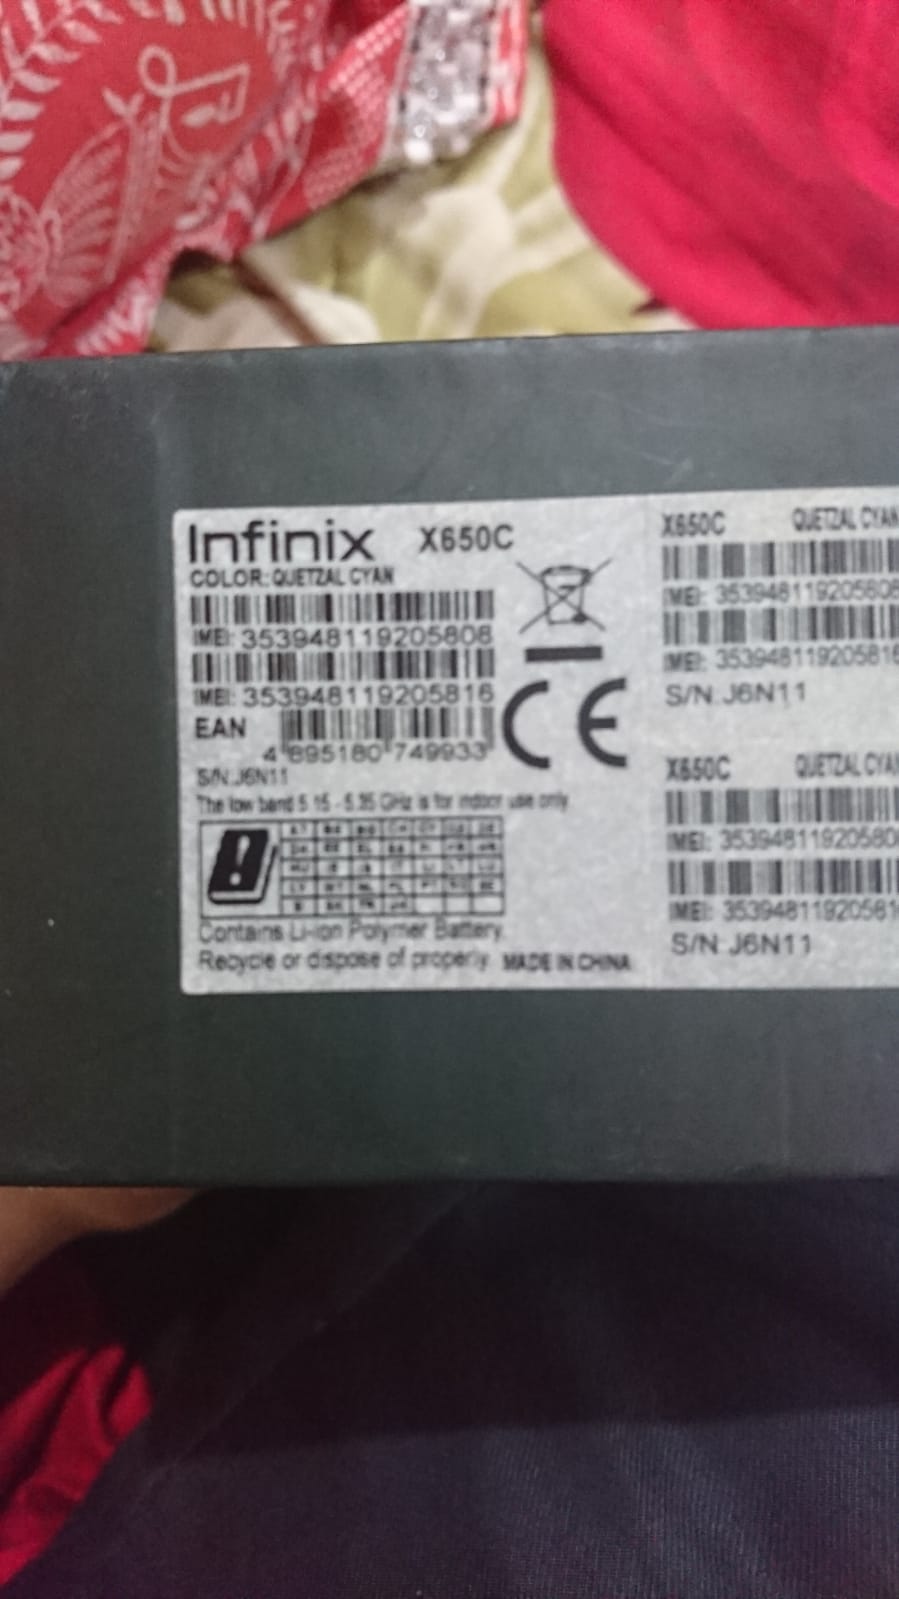 Infinix X650C
COLOR: QUETZAL CYAN
IMEI: 353948119205808
IMEI: 353948119205816
EAN
4 895180 749933
S/N:J6N11
The low band 5.15 - 5.35 GHz is for indoor use only
Contains Li-ion Polymer Battery.
Recycle or dispose of properly. MADE IN CHINA
CE
X650C QUETZAL CYAN
IMEI: 353948119205808
IMEI: 353948119205816
S/N:J6N11
X650C QUETZAL CYAN
IMEI: 35394811920580
IMEI: 35394811920581
S/N:J6N11